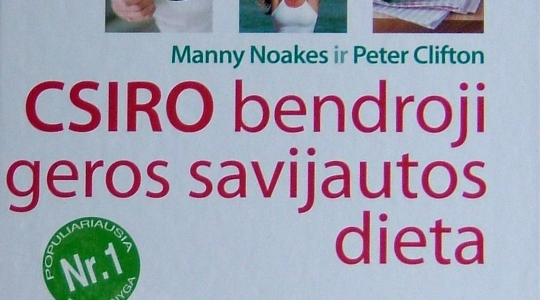 Manny Noakes ir Peter Clifton
CSIRO bendroji
geros savijautos
dieta
POPULIARIAUSIA
Nr.1